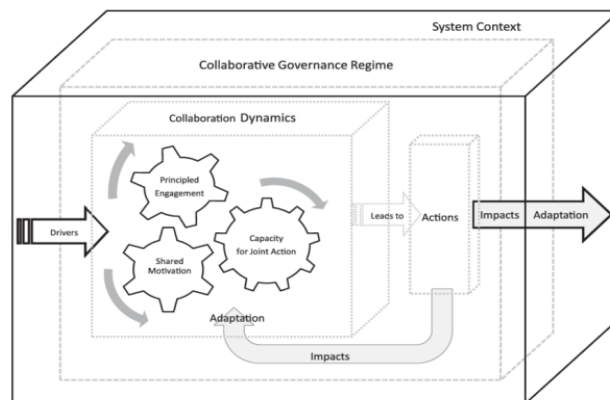 System Context
Collaborative Governance Regime
Collaboration Dynamics
Principled
Engagement
Drivers
Capacity
for Joint Action
Shared
Motivation
Leads to
Actions
Impacts
Adaptation
Adaptation
Impacts